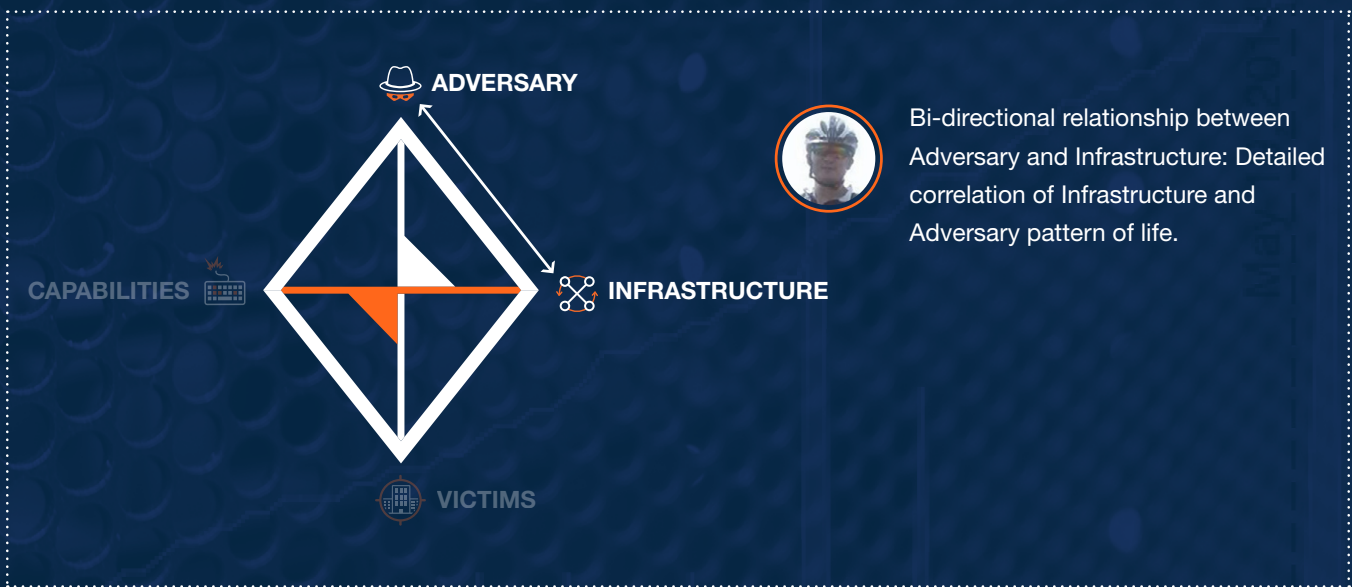 ADVERSARY
Bi-directional relationship between
Adversary and Infrastructure: Detailed
correlation of Infrastructure and
Adversary pattern of life.
CAPABILITIES
INFRASTRUCTURE
VICTIMS